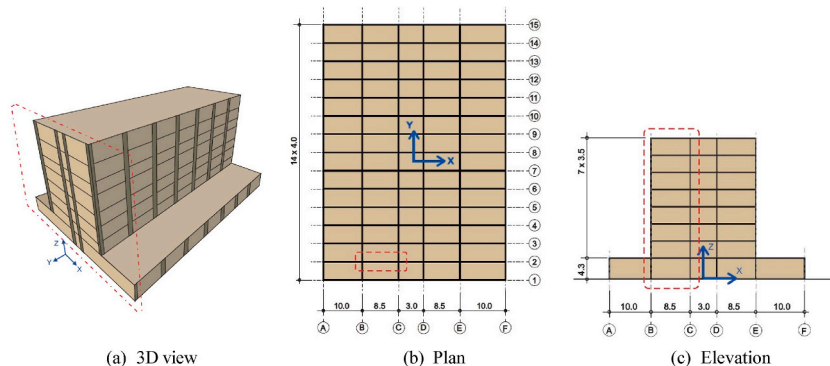 Z
Y
X
(a) 3D view
14 x 4.0
15
14
13
12
11
10
9
8
7
6
5
4
3
2
1
Y
X
10.0 8.5 3.0 8.5 10.0
A B C D E F
(b) Plan
7 x 3.5
4.3
Z
X
10.0 8.5 3.0 8.5 10.0
A B C D E F
(c) Elevation